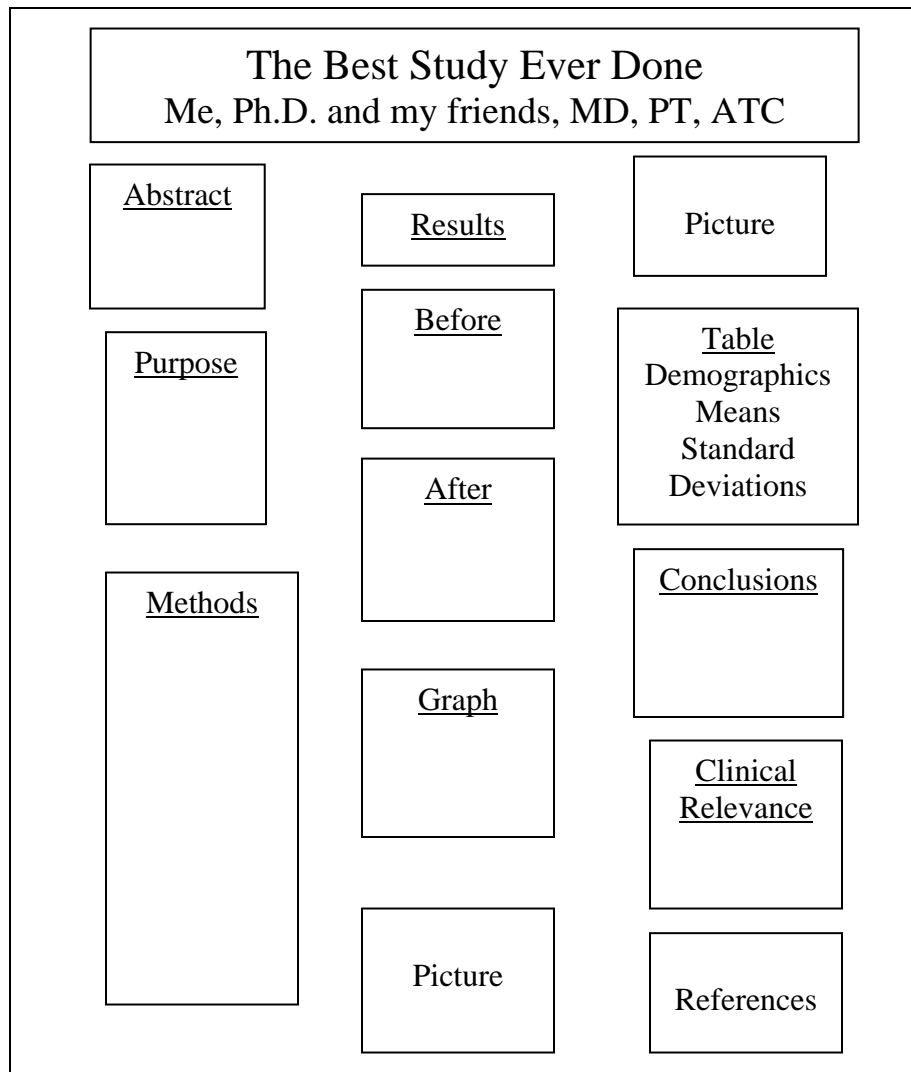 The Best Study Ever Done
Me, Ph.D. and my friends, MD, PT, ATC
Abstract
Purpose
Methods
Results
Before
After
Graph
Picture
Picture
Table
Demographics
Means
Standard
Deviations
Conclusions
Clinical
Relevance
References